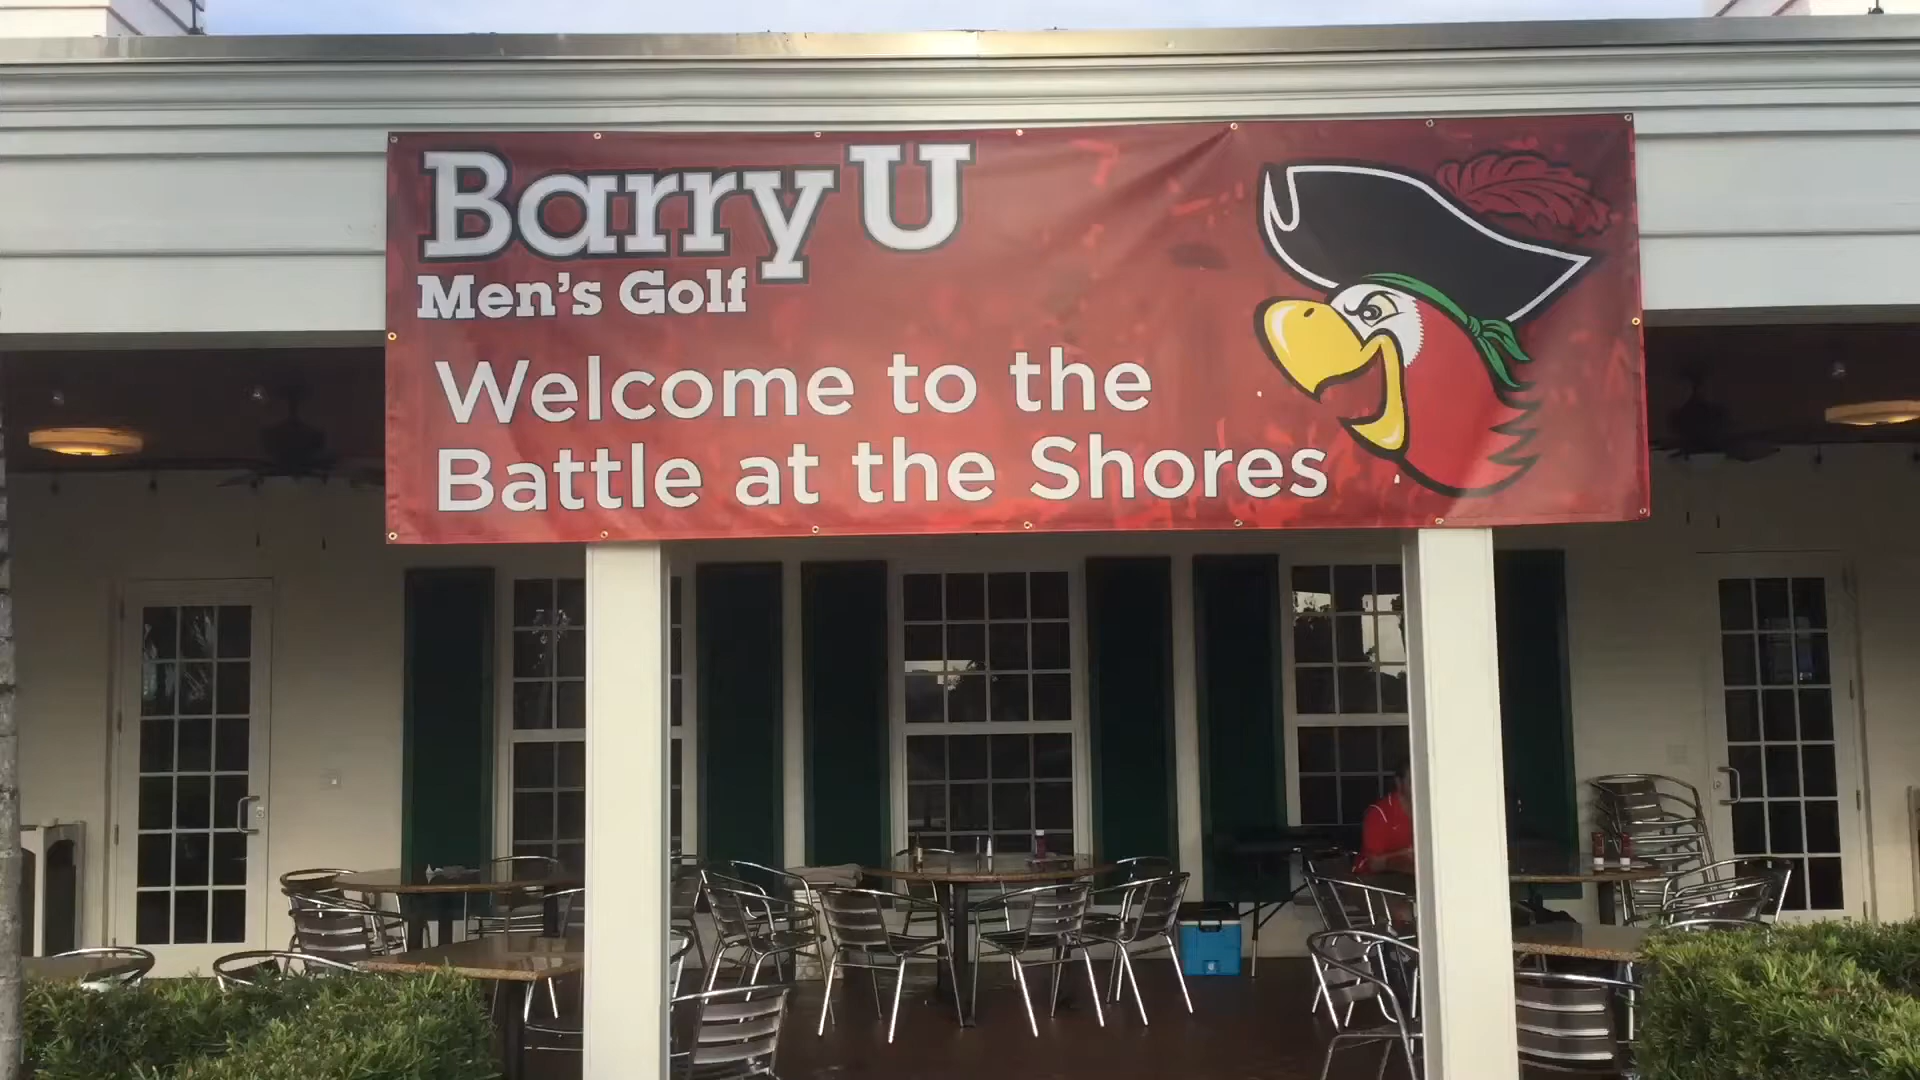 Barry U
Men's Golf
Welcome to the
Battle at the Shores